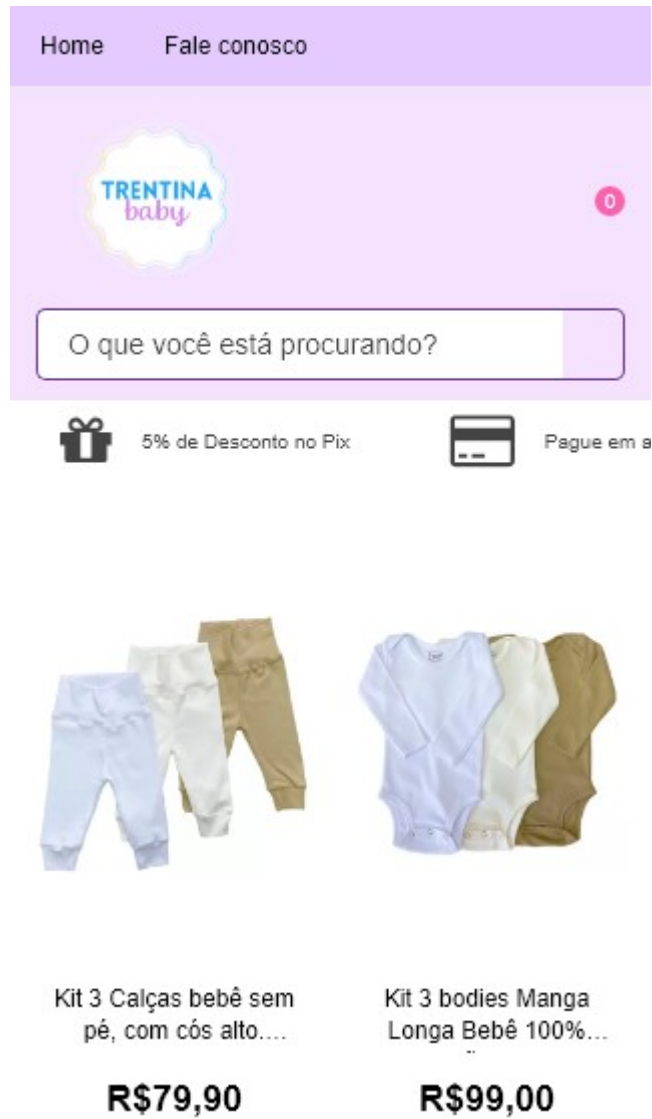 Home Fale conosco
TRENTINA
baby
0
O que você está procurando?
5% de Desconto no Pix
Pague em a
Kit 3 Calças bebê sem
pé, com cós alto....
Kit 3 bodies Manga
Longa Bebê 100%...
R$79,90
R$99,00